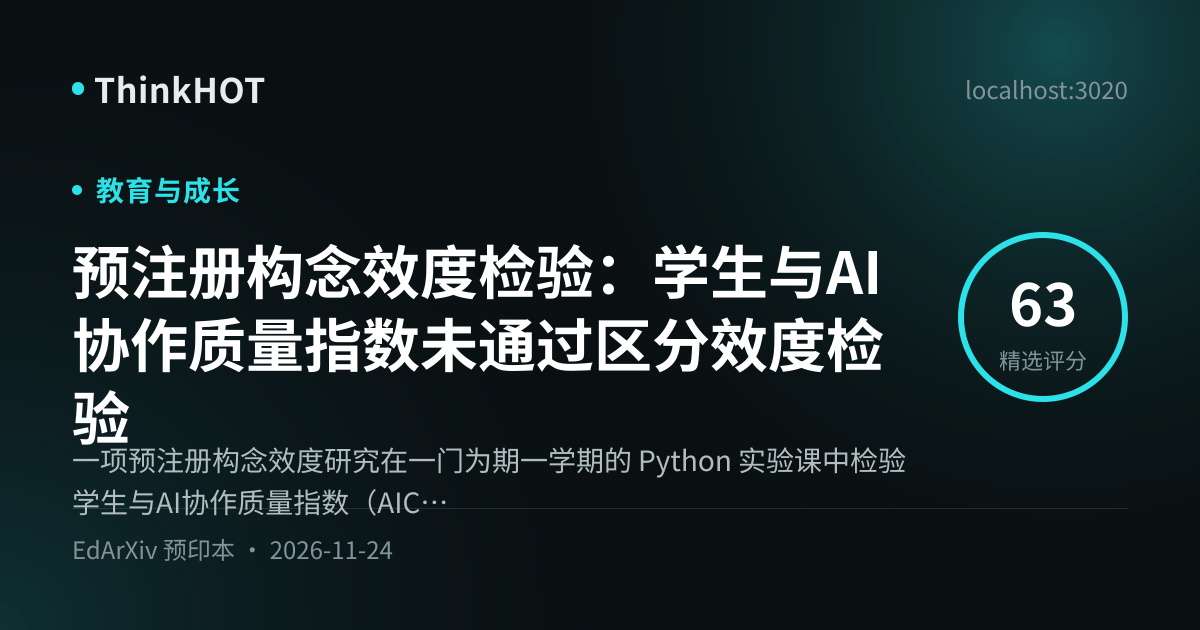 ThinkHOT
localhost:3020
教育与成长
预注册构念效度检验：学生与AI
协作质量指数未通过区分效度检
验
63
精选评分
一项预注册构念效度研究在一门为期一学期的 Python 实验课中检验
学生与AI协作质量指数（AIC…
EdArXiv 预印本 · 2026-11-24